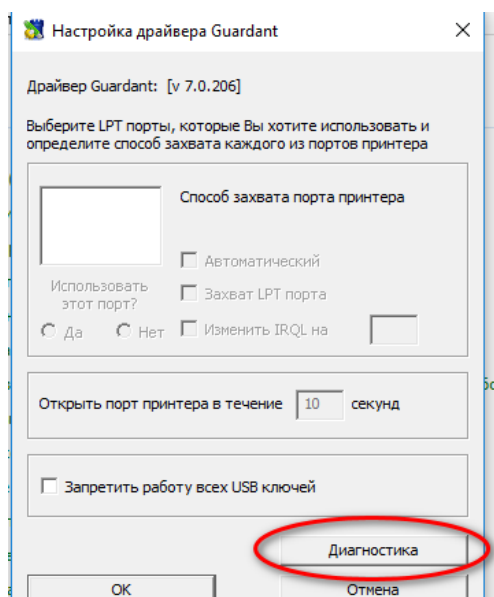 Настройка драйвера Guardant
Драйвер Guardant: [v 7.0.206]
Выберите LPT порты, которые Вы хотите использовать и
определите способ захвата каждого из портов принтера
Способ захвата порта принтера
Автоматический
Использовать
этот порт?
Захват LPT порта
Да
Нет
Изменить IRQL на
Открыть порт принтера в течение 10 секунд
Запретить работу всех USB ключей
Диагностика
OK
Отмена